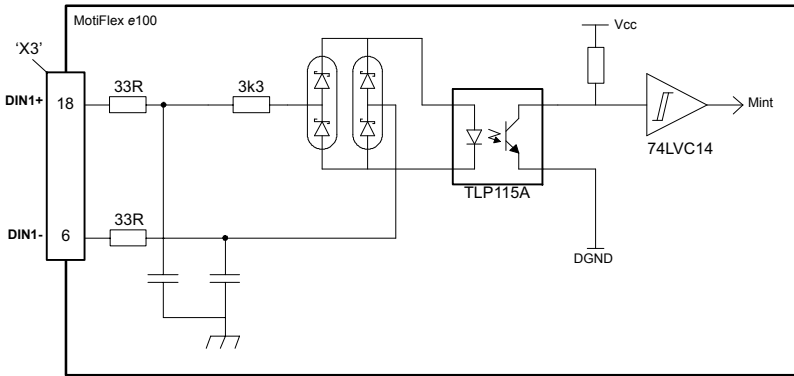 MotiFlex e100
'X3'
Vcc
33R
3k3
DIN1+
18
Mint
74LVC14
TLP115A
33R
DIN1-
6
DGND